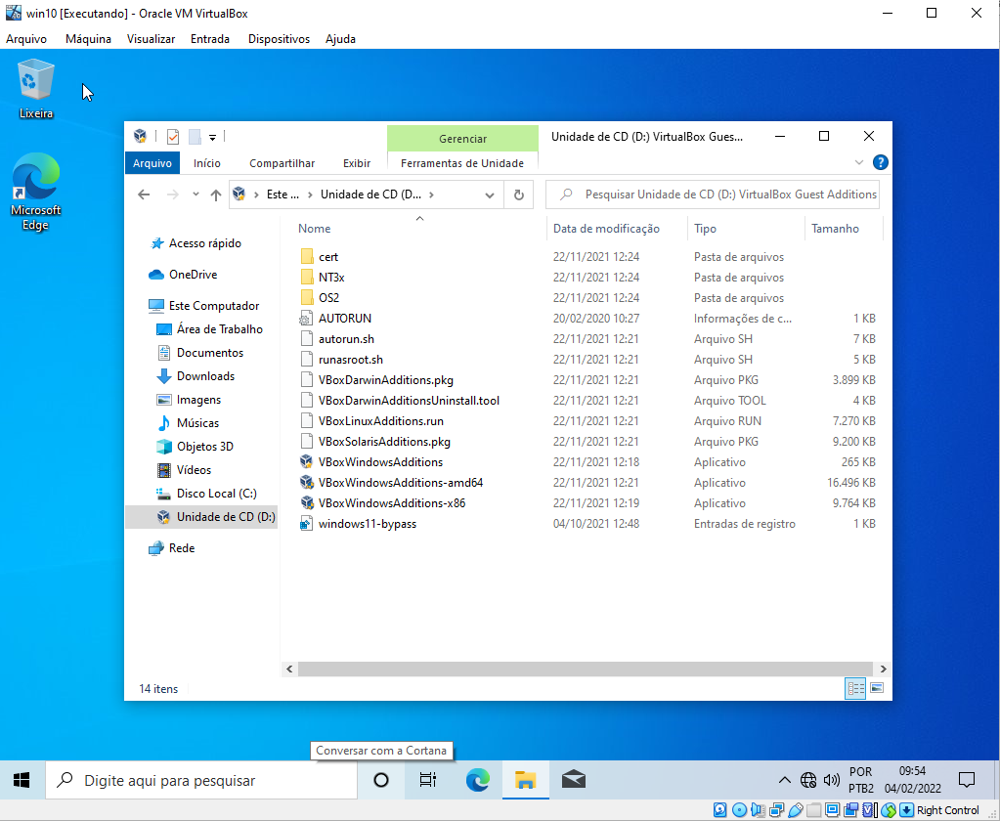 win10 [Executando] - Oracle VM VirtualBox
Arquivo Máquina Visualizar Entrada Dispositivos Ajuda
Lixeira
Microsoft
Edge
Gerenciar Unidade de CD (D:) VirtualBox Gues...
Arquivo Início Compartilhar Exibir Ferramentas de Unidade
Este ... Unidade de CD (D... Pesquisar Unidade de CD (D:) VirtualBox Guest Additions
Nome Data de modificação Tipo Tamanho
Acesso rápido
OneDrive
Este Computador
Área de Trabalho
Documentos
Downloads
Imagens
Músicas
Objetos 3D
Vídeos
Disco Local (C:)
Unidade de CD (D:)
Rede
cert 22/11/2021 12:24 Pasta de arquivos
NT3x 22/11/2021 12:24 Pasta de arquivos
OS2 22/11/2021 12:24 Pasta de arquivos
AUTORUN 20/02/2020 10:27 Informações de c... 1 KB
autorun.sh 22/11/2021 12:21 Arquivo SH 7 KB
runasroot.sh 22/11/2021 12:21 Arquivo SH 5 KB
VBoxDarwinAdditions.pkg 22/11/2021 12:21 Arquivo PKG 3.899 KB
VBoxDarwinAdditionsUninstall.tool 22/11/2021 12:21 Arquivo TOOL 4 KB
VBoxLinuxAdditions.run 22/11/2021 12:21 Arquivo RUN 7.270 KB
VBoxSolarisAdditions.pkg 22/11/2021 12:21 Arquivo PKG 9.200 KB
VBoxWindowsAdditions 22/11/2021 12:18 Aplicativo 265 KB
VBoxWindowsAdditions-amd64 22/11/2021 12:21 Aplicativo 16.496 KB
VBoxWindowsAdditions-x86 22/11/2021 12:19 Aplicativo 9.764 KB
windows11-bypass 04/10/2021 12:48 Entradas de registro 1 KB
14 itens
Conversar com a Cortana
Digite aqui para pesquisar
POR 09:54
PTB2 04/02/2022
Right Control